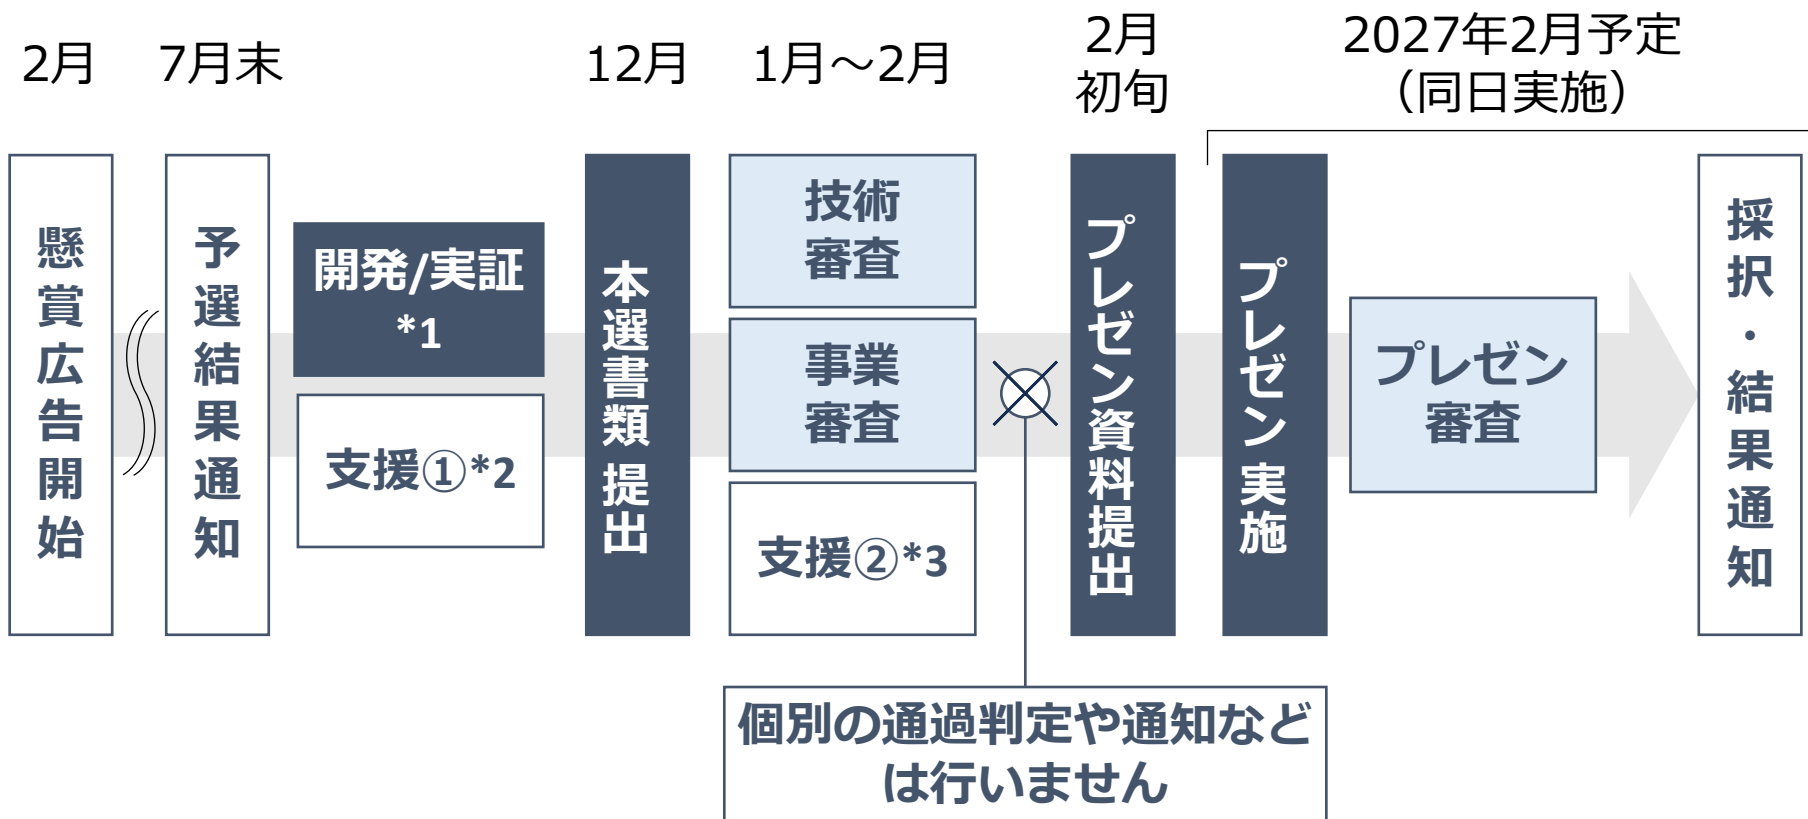 2月
7月末
12月
1月～2月
2月
初旬
2027年2月予定
（同日実施）
懸賞広告開始
予選結果通知
開発/実証
*1
支援①*2
本選書類 提出
技術
審査
事業
審査
支援②*3
プレゼン資料提出
プレゼン 実施
プレゼン
審査
採択・結果通知
個別の通過判定や通知など
は行いません